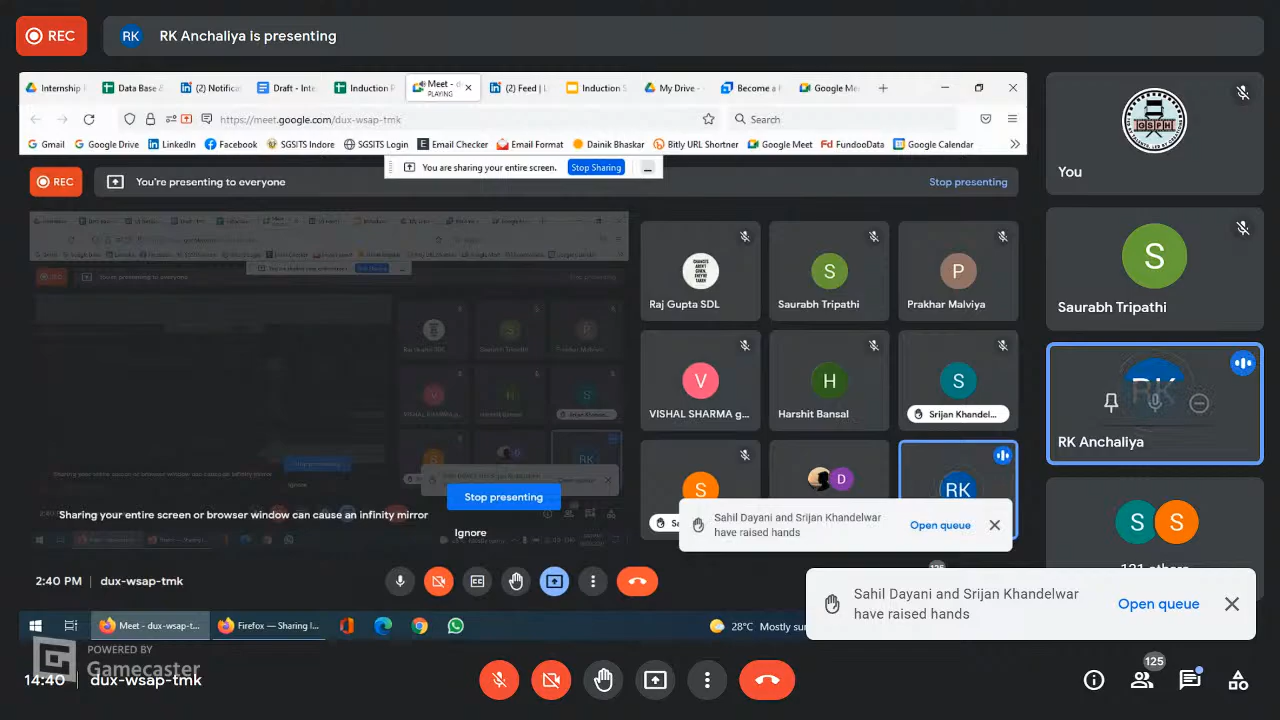 REC
RK
RK Anchaliya is presenting
Internship
Data Base &
(2) Notifica
Draft - Inte
Induction P
Meet - du
PLAYING
(2) Feed | L
Induction S
My Drive -
Become a
Google Me
https://meet.google.com/dux-wsap-tmk
Search
Gmail
Google Drive
LinkedIn
Facebook
SGSITS Indore
SGSITS Login
Email Checker
Email Format
Dainik Bhaskar
Bitly URL Shortner
Google Meet
FundooData
Google Calendar
You are sharing your entire screen.
Stop Sharing
REC
You're presenting to everyone
Stop presenting
You
Raj Gupta SDL
S
Saurabh Tripathi
P
Prakhar Malviya
S
Saurabh Tripathi
V
VISHAL SHARMA g...
H
Harshit Bansal
S
Srijan Khandel...
RK
RK Anchaliya
S
D
RK
Stop presenting
Sharing your entire screen or browser window can cause an infinity mirror
Ignore
Sahil Dayani and Srijan Khandelwar
have raised hands
Open queue
S
S
121 others
2:40 PM
dux-wsap-tmk
Sahil Dayani and Srijan Khandelwar
have raised hands
Open queue
Meet - dux-wsap-t...
Firefox — Sharing I...
28°C
Mostly sun
POWERED BY
Gamecaster
14:40
dux-wsap-tmk
125